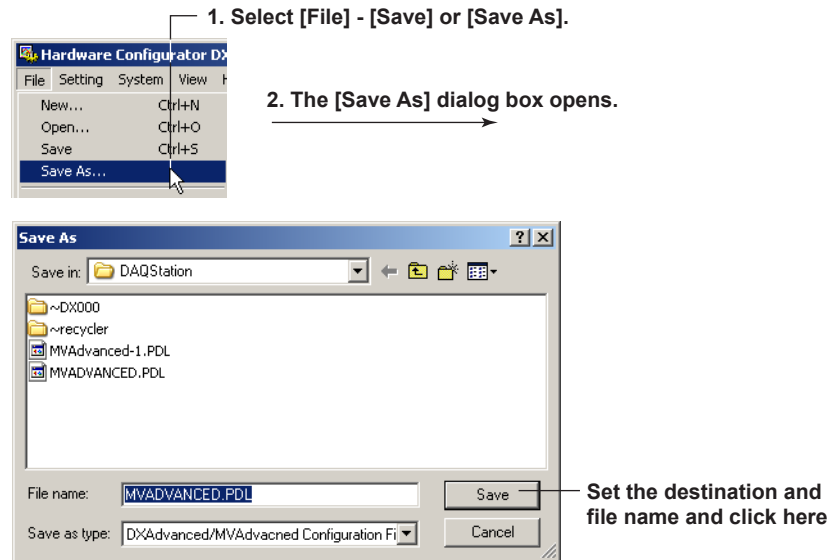 1. Select [File] - [Save] or [Save As].
Hardware Configurator DX
File Setting System View H
New... Ctrl+N
Open... Ctrl+O
Save Ctrl+S
Save As...
2. The [Save As] dialog box opens.
Save As
Save in: DAQStation
~DX000
~recycler
MVAdvanced-1.PDL
MVADVANCED.PDL
File name: MVADVANCED.PDL Save
Set the destination and
file name and click here
Save as type: DXAdvanced/MVAdvacned Configuration Fi Cancel